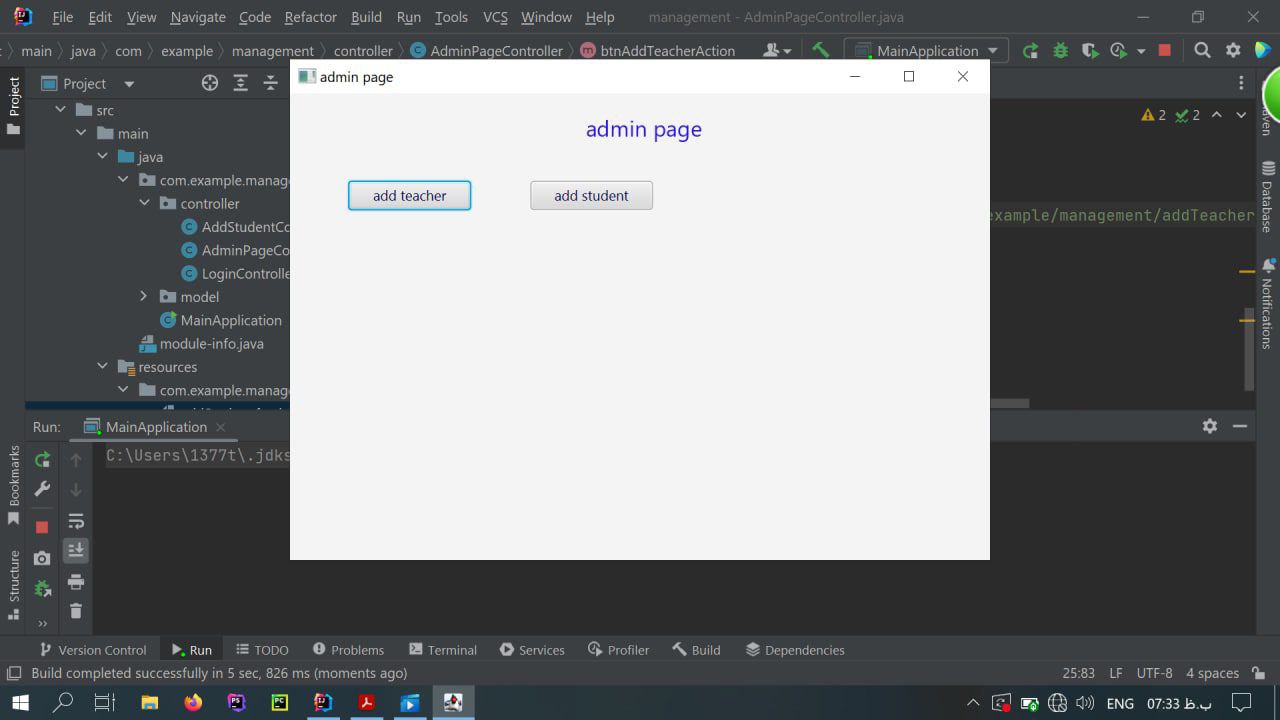 File Edit View Navigate Code Refactor Build Run Tools VCS Window Help management - AdminPageController.java
main java com example management controller AdminPageController btnAddTeacherAction MainApplication
Project
admin page
Project
src
main
java
com.example.manag
controller
AddStudentCo
AdminPageCo
LoginControlle
model
MainApplication
module-info.java
resources
com.example.manag
admin page
add teacher
add student
2 2
example/management/addTeacher
Database
Notifications
Run: MainApplication
C:\Users\1377t\.jdks
Bookmarks
Structure
Version Control Run TODO Problems Terminal Services Profiler Build Dependencies
Build completed successfully in 5 sec, 826 ms (moments ago)
25:83 LF UTF-8 4 spaces
ENG 07:33 ب.ظ